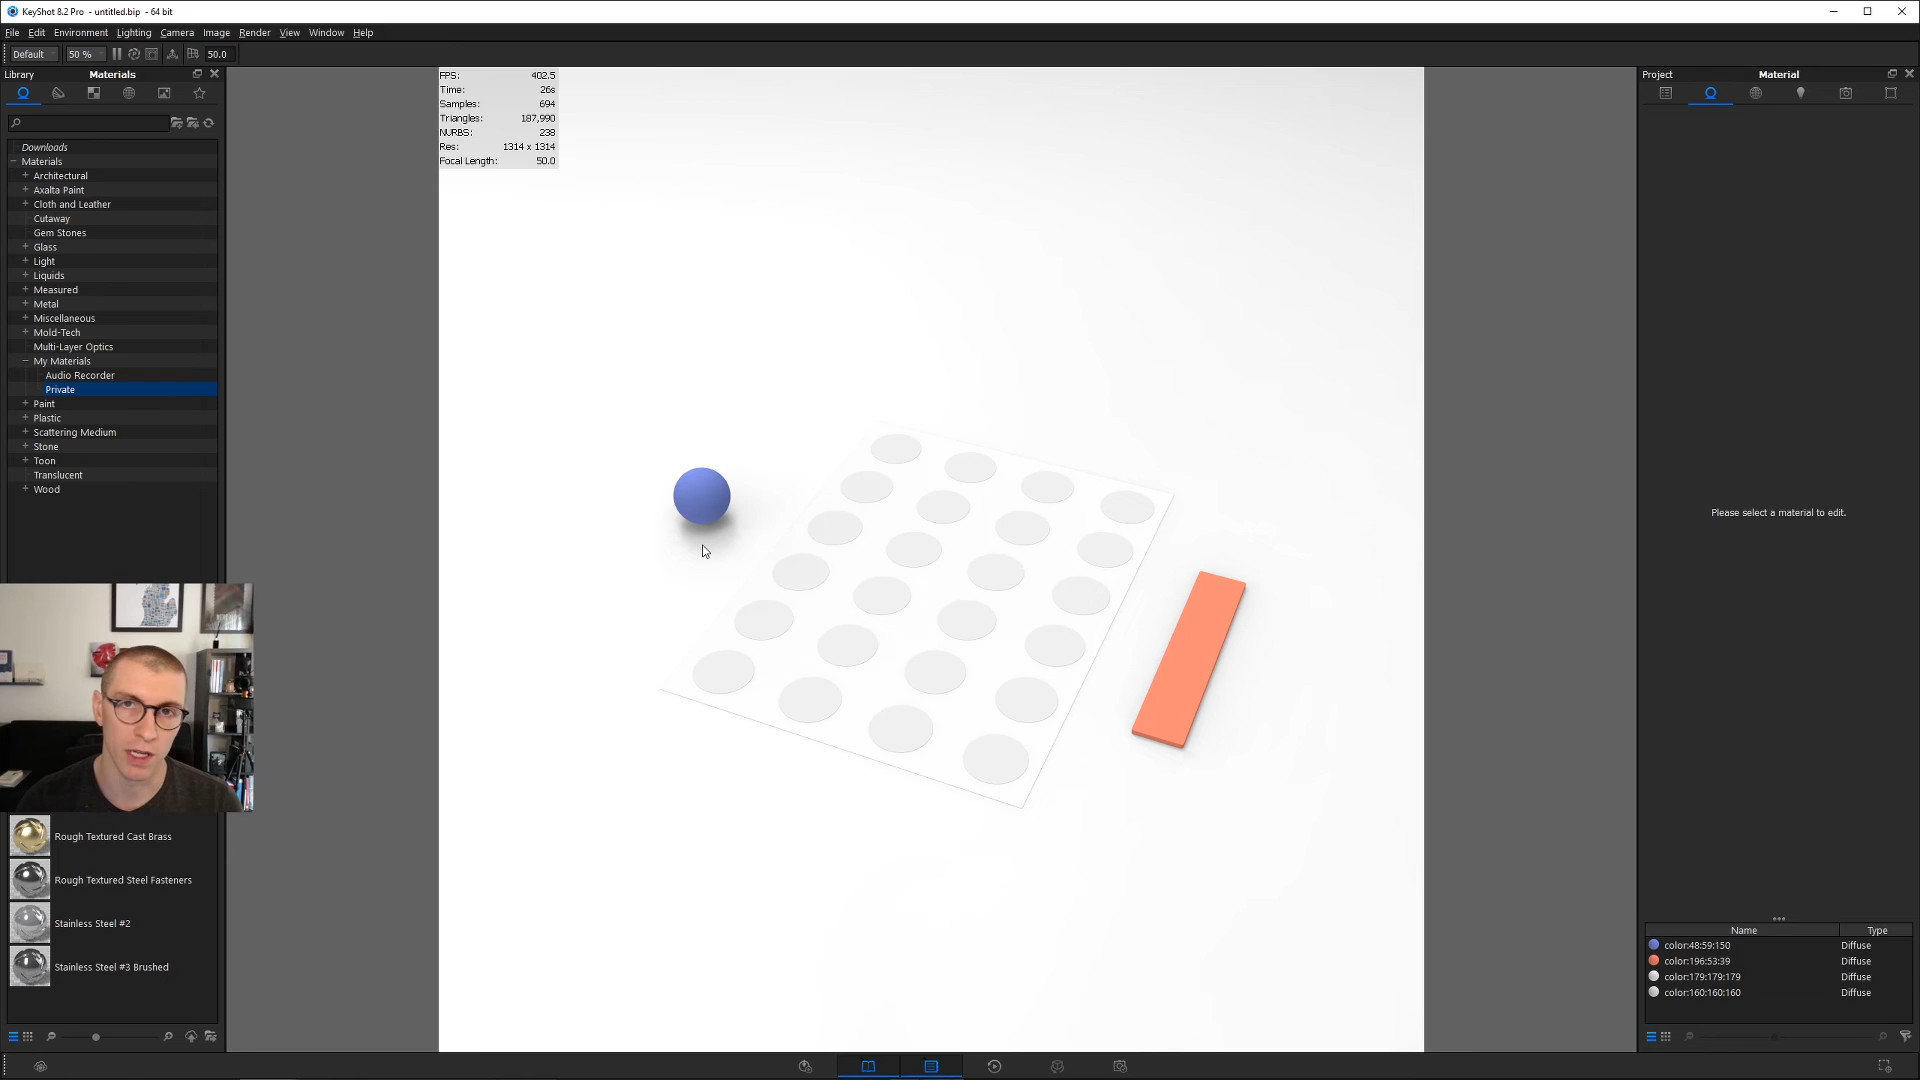 KeyShot 8.2 Pro - untitled.bip - 64 bit
File Edit Environment Lighting Camera Image Render View Window Help
Default 50 % 50.0
Library Materials
Downloads
Materials
Architectural
Axalta Paint
Cloth and Leather
Cutaway
Gem Stones
Glass
Light
Liquids
Measured
Metal
Miscellaneous
Mold-Tech
Multi-Layer Optics
My Materials
Audio Recorder
Private
Paint
Plastic
Scattering Medium
Stone
Toon
Translucent
Wood
Rough Textured Cast Brass
Rough Textured Steel Fasteners
Stainless Steel #2
Stainless Steel #3 Brushed
FPS: 402.5
Time: 26s
Samples: 694
Triangles: 187,990
NURBS: 238
Res: 1314 x 1314
Focal Length: 50.0
Project Material
Please select a material to edit.
Name Type
color:48:59:150 Diffuse
color:196:53:39 Diffuse
color:179:179:179 Diffuse
color:160:160:160 Diffuse